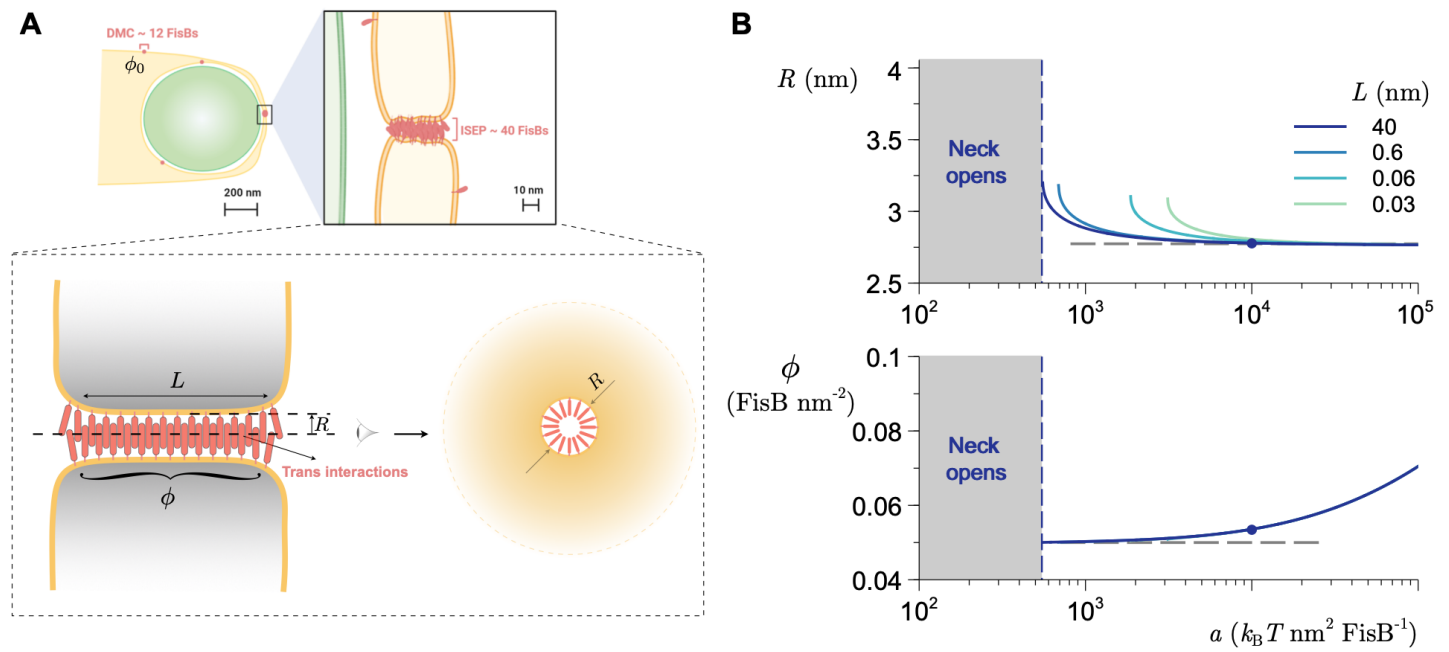 A
DMC ~ 12 FisBs
ϕ₀
200 nm
ISEP ~ 40 FisBs
10 nm
L
R
Trans interactions
ϕ
R
B
R (nm)
4
3.5
3
2.5
Neck
opens
L (nm)
40
0.6
0.06
0.03
10² 10³ 10⁴ 10⁵
ϕ
(FisB nm⁻²)
0.1
0.08
0.06
0.04
Neck
opens
10² 10³
a (k_B T nm² FisB⁻¹)